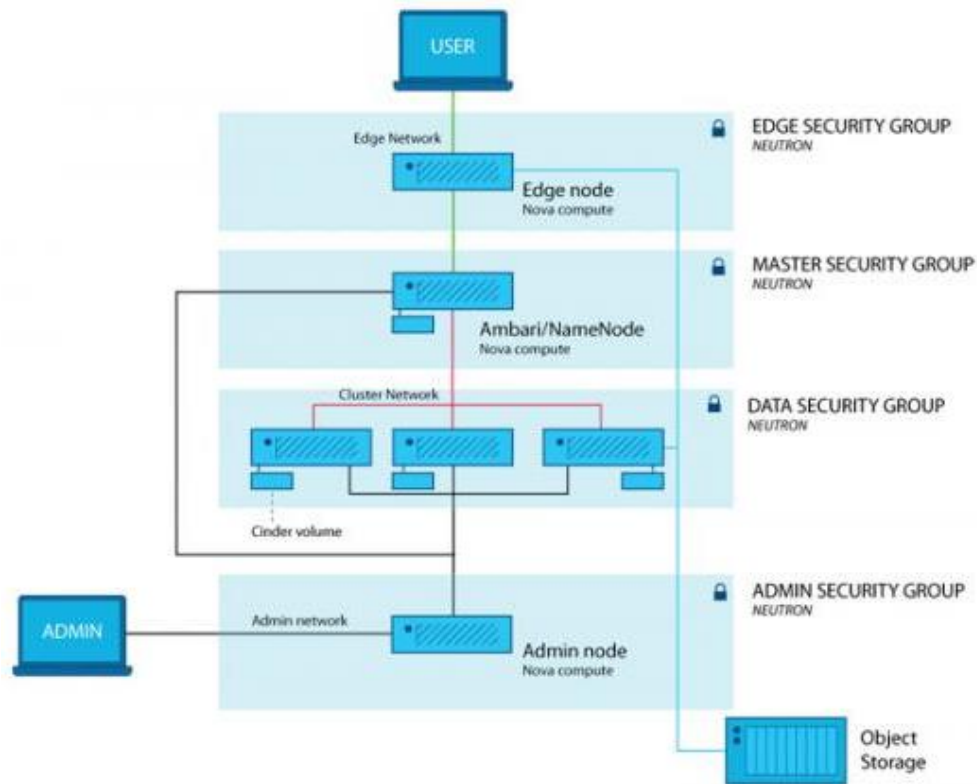 USER
Edge Network
EDGE SECURITY GROUP
NEUTRON
Edge node
Nova compute
MASTER SECURITY GROUP
NEUTRON
Ambari/NameNode
Nova compute
Cluster Network
DATA SECURITY GROUP
NEUTRON
Cinder volume
ADMIN SECURITY GROUP
NEUTRON
ADMIN
Admin network
Admin node
Nova compute
Object
Storage